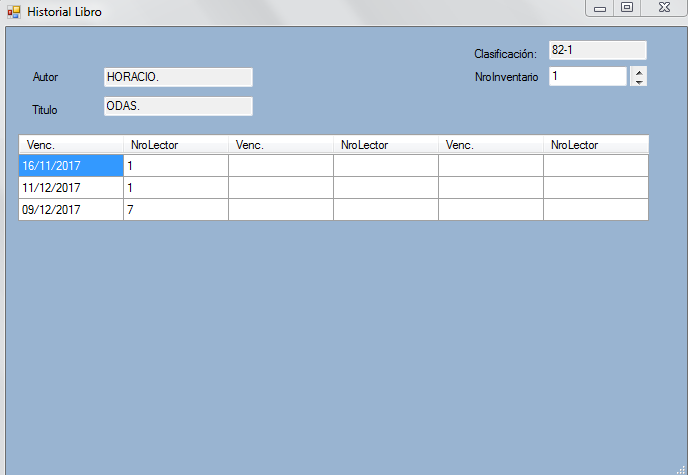 Historial Libro
Clasificación: 82-1
Autor HORACIO. NroInventario 1
Titulo ODAS.
Venc. NroLector Venc. NroLector Venc. NroLector
16/11/2017 1
11/12/2017 1
09/12/2017 7